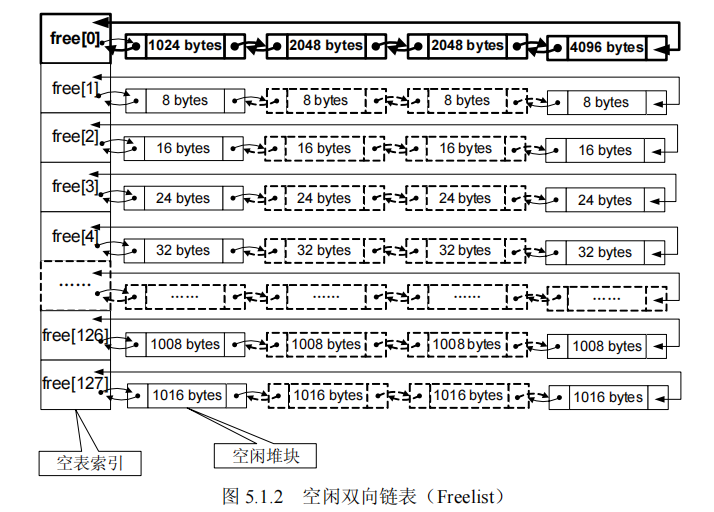 free[0] 1024 bytes 2048 bytes 2048 bytes 4096 bytes
free[1] 8 bytes 8 bytes 8 bytes 8 bytes
free[2] 16 bytes 16 bytes 16 bytes 16 bytes
free[3] 24 bytes 24 bytes 24 bytes 24 bytes
free[4] 32 bytes 32 bytes 32 bytes 32 bytes
…… …… …… …… ……
free[126] 1008 bytes 1008 bytes 1008 bytes 1008 bytes
free[127] 1016 bytes 1016 bytes 1016 bytes 1016 bytes
空表索引 空闲堆块
图 5.1.2 空闲双向链表（Freelist）